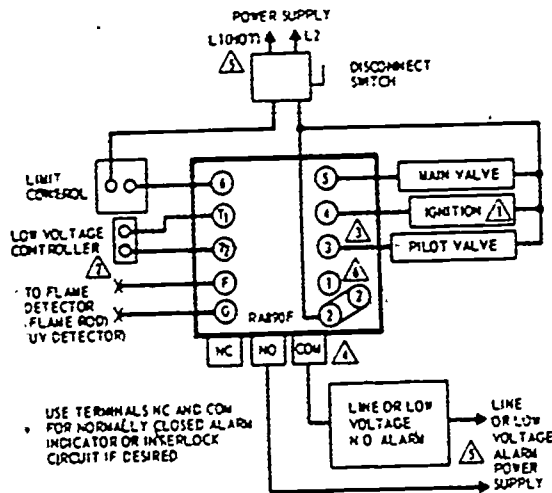 POWER SUPPLY
L1(HOT) L2
5
DISCONNECT
SWITCH
LIMIT
CONTROL
6
5
MAIN VALVE
T1
4
IGNITION 1
LOW VOLTAGE
CONTROLLER
T2
3
3
PILOT VALVE
TO FLAME
DETECTOR
(FLAME ROD)
(UV DETECTOR)
F
1
6
2
G
RA890F
2
NC NO COM
4
USE TERMINALS NC AND COM
FOR NORMALLY CLOSED ALARM
INDICATOR OR INTERLOCK
CIRCUIT IF DESIRED
LINE OR LOW
VOLTAGE
N.O. ALARM
LINE
OR LOW
VOLTAGE
5
ALARM
POWER
SUPPLY